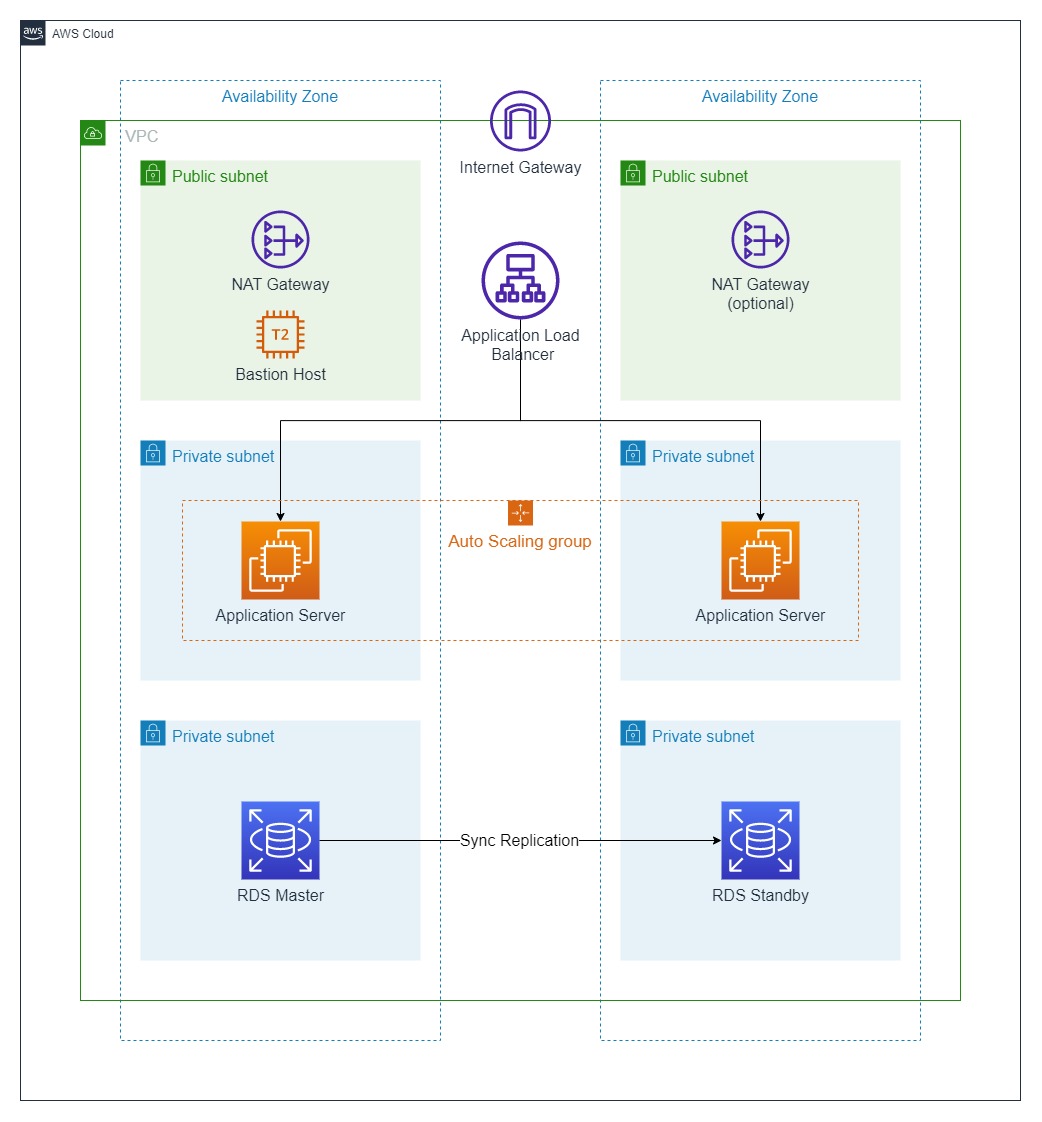 aws
AWS Cloud
Availability Zone
Availability Zone
VPC
Internet Gateway
Public subnet
Public subnet
NAT Gateway
NAT Gateway
(optional)
T2
Bastion Host
Application Load
Balancer
Private subnet
Private subnet
Auto Scaling group
Application Server
Application Server
Private subnet
Private subnet
Sync Replication
RDS Master
RDS Standby